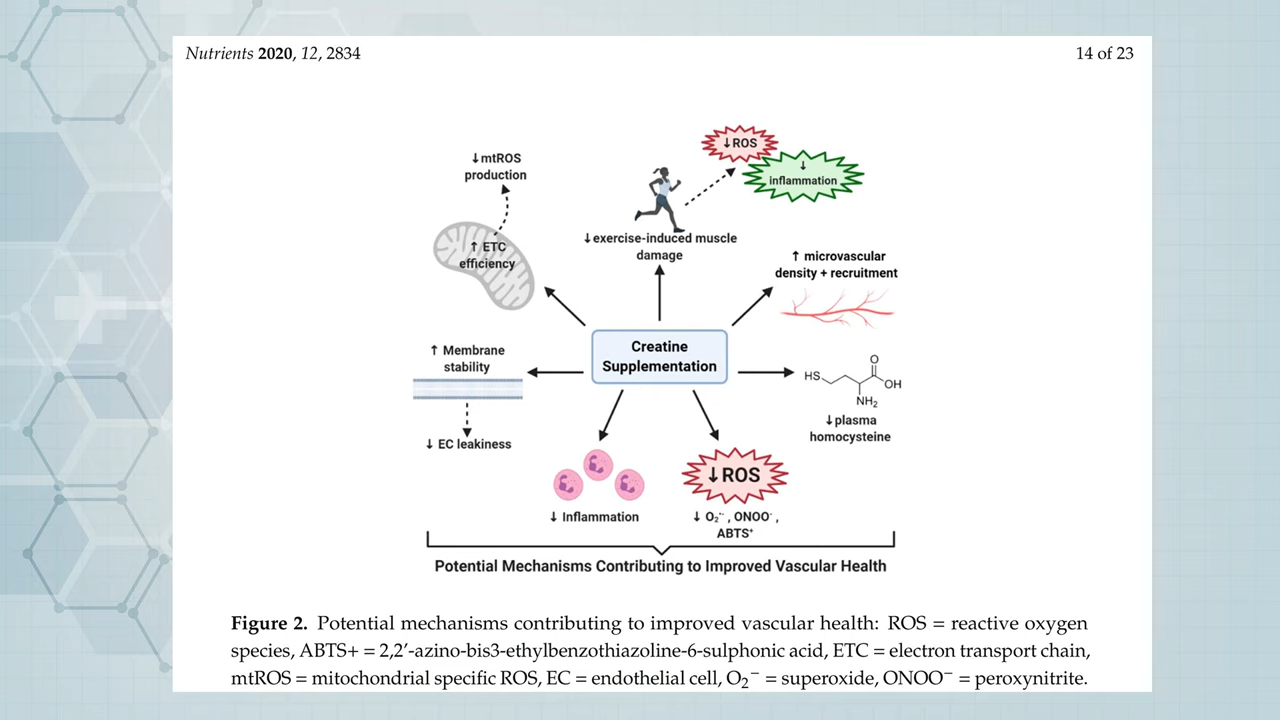 Nutrients 2020, 12, 2834
14 of 23
↓mtROS
production
↑ ETC
efficiency
↓exercise-induced muscle
damage
↓ROS
↓
inflammation
↑ microvascular
density + recruitment
Creatine
Supplementation
↑ Membrane
stability
↓ EC leakiness
HS
O
OH
NH₂
↓plasma
homocysteine
↓ Inflammation
↓ROS
↓ O₂⁻˙ , ONOO⁻ ,
ABTS⁺
Potential Mechanisms Contributing to Improved Vascular Health
Figure 2. Potential mechanisms contributing to improved vascular health: ROS = reactive oxygen
species, ABTS+ = 2,2′-azino-bis3-ethylbenzothiazoline-6-sulphonic acid, ETC = electron transport chain,
mtROS = mitochondrial specific ROS, EC = endothelial cell, O₂⁻ = superoxide, ONOO⁻ = peroxynitrite.